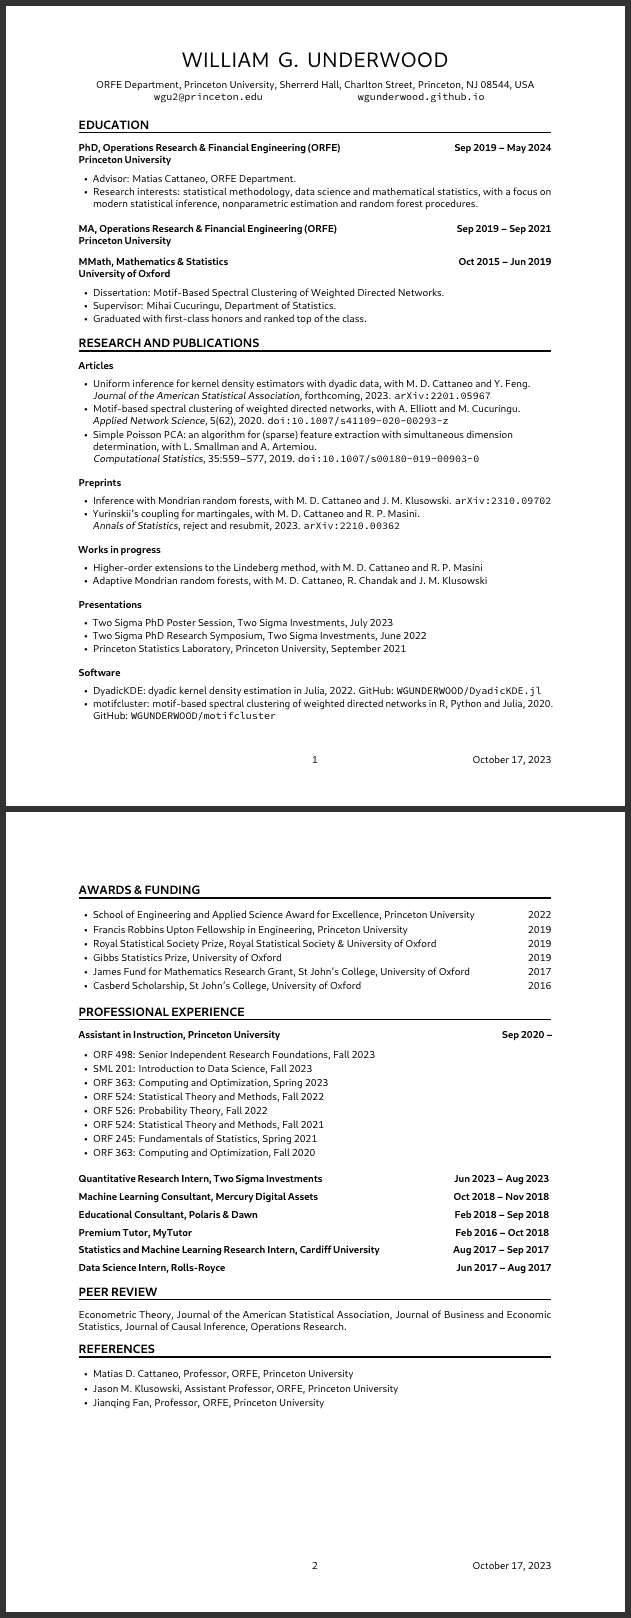 WILLIAM G. UNDERWOOD
ORFE Department, Princeton University, Sherrerd Hall, Charlton Street, Princeton, NJ 08544, USA
wgu2@princeton.edu wgunderwood.github.io
EDUCATION
PhD, Operations Research & Financial Engineering (ORFE) Sep 2019 – May 2024
Princeton University
• Advisor: Matias Cattaneo, ORFE Department.
• Research interests: statistical methodology, data science and mathematical statistics, with a focus on
modern statistical inference, nonparametric estimation and random forest procedures.
MA, Operations Research & Financial Engineering (ORFE) Sep 2019 – Sep 2021
Princeton University
MMath, Mathematics & Statistics Oct 2015 – Jun 2019
University of Oxford
• Dissertation: Motif-Based Spectral Clustering of Weighted Directed Networks.
• Supervisor: Mihai Cucuringu, Department of Statistics.
• Graduated with first-class honors and ranked top of the class.
RESEARCH AND PUBLICATIONS
Articles
• Uniform inference for kernel density estimators with dyadic data, with M. D. Cattaneo and Y. Feng.
Journal of the American Statistical Association, forthcoming, 2023. arXiv:2201.05967
• Motif-based spectral clustering of weighted directed networks, with A. Elliott and M. Cucuringu.
Applied Network Science, 5(62), 2020. doi:10.1007/s41109-020-00293-z
• Simple Poisson PCA: an algorithm for (sparse) feature extraction with simultaneous dimension
determination, with L. Smallman and A. Artemiou.
Computational Statistics, 35:559–577, 2019. doi:10.1007/s00180-019-00903-0
Preprints
• Inference with Mondrian random forests, with M. D. Cattaneo and J. M. Klusowski. arXiv:2310.09702
• Yurinskii's coupling for martingales, with M. D. Cattaneo and R. P. Masini.
Annals of Statistics, reject and resubmit, 2023. arXiv:2210.00362
Works in progress
• Higher-order extensions to the Lindeberg method, with M. D. Cattaneo and R. P. Masini
• Adaptive Mondrian random forests, with M. D. Cattaneo, R. Chandak and J. M. Klusowski
Presentations
• Two Sigma PhD Poster Session, Two Sigma Investments, July 2023
• Two Sigma PhD Research Symposium, Two Sigma Investments, June 2022
• Princeton Statistics Laboratory, Princeton University, September 2021
Software
• DyadicKDE: dyadic kernel density estimation in Julia, 2022. GitHub: WGUNDERWOOD/DyadicKDE.jl
• motifcluster: motif-based spectral clustering of weighted directed networks in R, Python and Julia, 2020.
GitHub: WGUNDERWOOD/motifcluster
1 October 17, 2023
AWARDS & FUNDING
• School of Engineering and Applied Science Award for Excellence, Princeton University 2022
• Francis Robbins Upton Fellowship in Engineering, Princeton University 2019
• Royal Statistical Society Prize, Royal Statistical Society & University of Oxford 2019
• Gibbs Statistics Prize, University of Oxford 2019
• James Fund for Mathematics Research Grant, St John's College, University of Oxford 2017
• Casberd Scholarship, St John's College, University of Oxford 2016
PROFESSIONAL EXPERIENCE
Assistant in Instruction, Princeton University Sep 2020 –
• ORF 498: Senior Independent Research Foundations, Fall 2023
• SML 201: Introduction to Data Science, Fall 2023
• ORF 363: Computing and Optimization, Spring 2023
• ORF 524: Statistical Theory and Methods, Fall 2022
• ORF 526: Probability Theory, Fall 2022
• ORF 524: Statistical Theory and Methods, Fall 2021
• ORF 245: Fundamentals of Statistics, Spring 2021
• ORF 363: Computing and Optimization, Fall 2020
Quantitative Research Intern, Two Sigma Investments Jun 2023 – Aug 2023
Machine Learning Consultant, Mercury Digital Assets Oct 2018 – Nov 2018
Educational Consultant, Polaris & Dawn Feb 2018 – Sep 2018
Premium Tutor, MyTutor Feb 2016 – Oct 2018
Statistics and Machine Learning Research Intern, Cardiff University Aug 2017 – Sep 2017
Data Science Intern, Rolls-Royce Jun 2017 – Aug 2017
PEER REVIEW
Econometric Theory, Journal of the American Statistical Association, Journal of Business and Economic
Statistics, Journal of Causal Inference, Operations Research.
REFERENCES
• Matias D. Cattaneo, Professor, ORFE, Princeton University
• Jason M. Klusowski, Assistant Professor, ORFE, Princeton University
• Jianqing Fan, Professor, ORFE, Princeton University
2 October 17, 2023